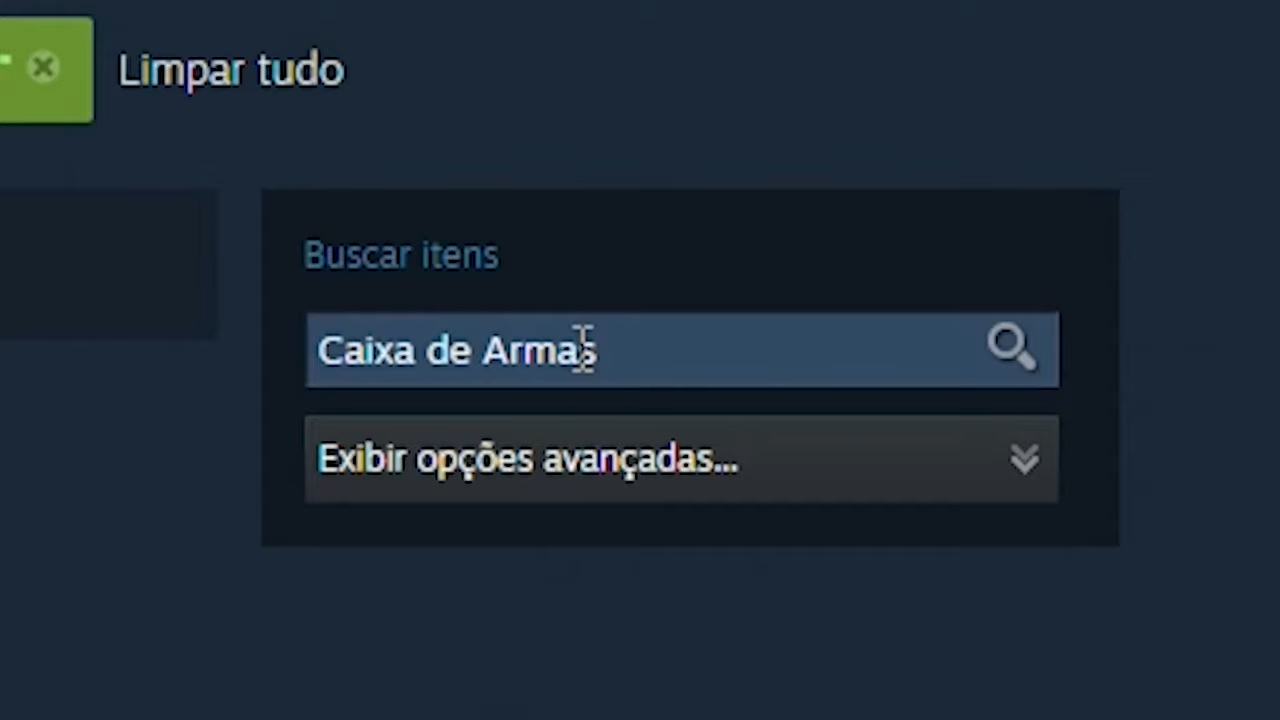 Limpar tudo
Buscar itens
Caixa de Armas
Exibir opções avançadas...